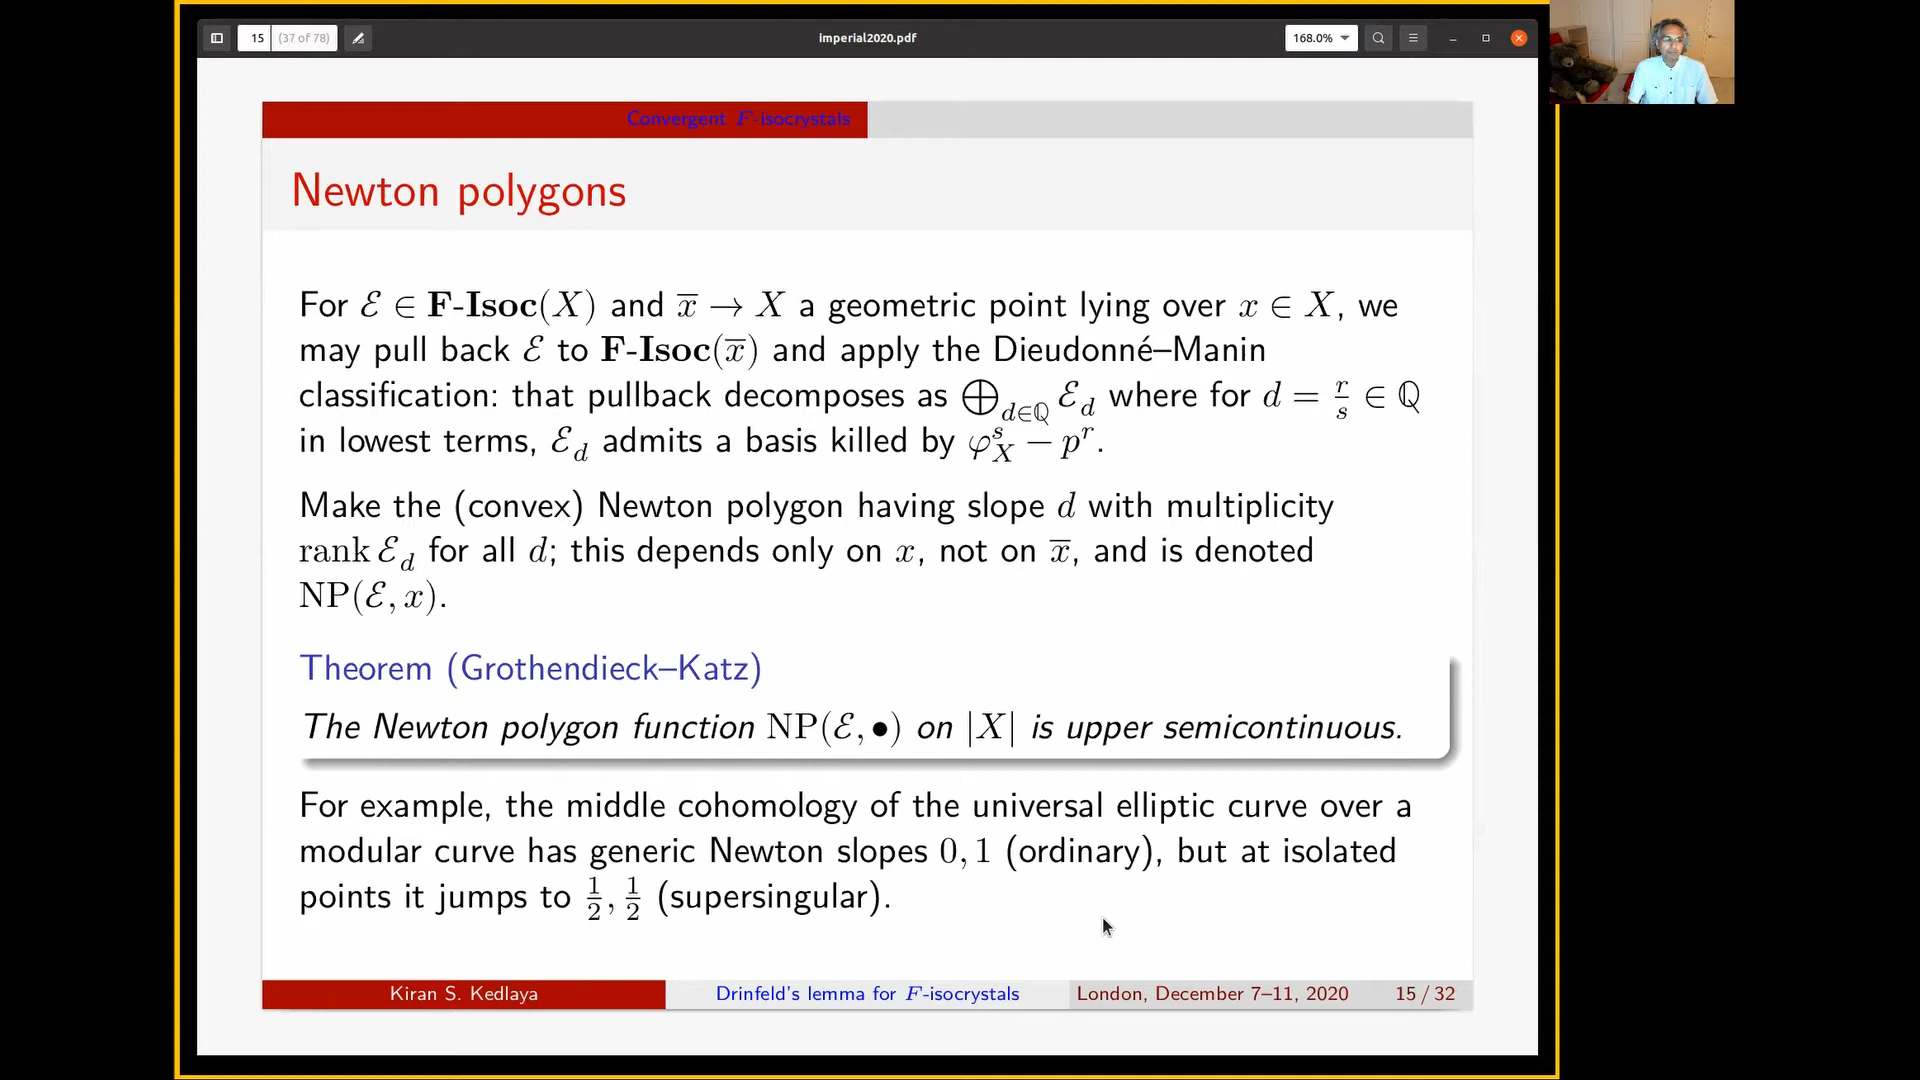 15 (37 of 78)
imperial2020.pdf
168.0%
Convergent F-isocrystals
Newton polygons
For ℰ ∈ F-Isoc(X) and x̅ → X a geometric point lying over x ∈ X, we
may pull back ℰ to F-Isoc(x̅) and apply the Dieudonné–Manin
classification: that pullback decomposes as ⨁_{d∈ℚ} ℰ_d where for d = r/s ∈ ℚ
in lowest terms, ℰ_d admits a basis killed by φ_X^s − p^r.
Make the (convex) Newton polygon having slope d with multiplicity
rank ℰ_d for all d; this depends only on x, not on x̅, and is denoted
NP(ℰ, x).
Theorem (Grothendieck–Katz)
The Newton polygon function NP(ℰ, •) on |X| is upper semicontinuous.
For example, the middle cohomology of the universal elliptic curve over a
modular curve has generic Newton slopes 0, 1 (ordinary), but at isolated
points it jumps to 1/2, 1/2 (supersingular).
Kiran S. Kedlaya
Drinfeld's lemma for F-isocrystals
London, December 7–11, 2020
15 / 32